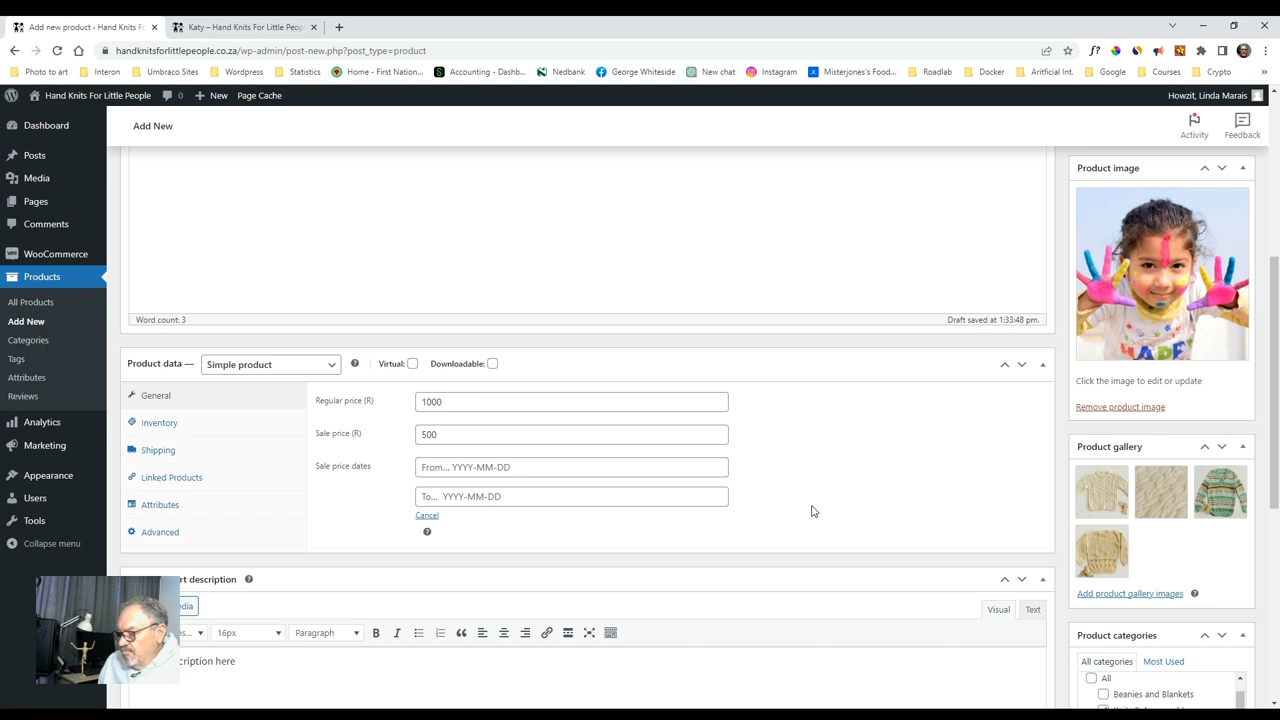 Add new product ‹ Hand Knits Fo
Katy – Hand Knits For Little Peopl
handknitsforlittlepeople.co.za/wp-admin/post-new.php?post_type=product
f?
Photo to art
Interon
Umbraco Sites
Wordpress
Statistics
Home - First Nation...
Accounting - Dashb...
Nedbank
George Whiteside
New chat
Instagram
Misterjones's Food...
Roadlab
Docker
Aritficial Int.
Google
Courses
Crypto
»
Hand Knits For Little People
0
New
Page Cache
Howzit, Linda Marais
Dashboard
Posts
Media
Pages
Comments
WooCommerce
Products
All Products
Add New
Categories
Tags
Attributes
Reviews
Analytics
Marketing
Appearance
Users
Tools
Collapse menu
Add New
Activity
Feedback
Word count: 3
Draft saved at 1:33:48 pm.
Product data —
Simple product
Virtual:
Downloadable:
General
Inventory
Shipping
Linked Products
Attributes
Advanced
Regular price (R)
1000
Sale price (R)
500
Sale price dates
From... YYYY-MM-DD
To... YYYY-MM-DD
Cancel
rt description
edia
Visual
Text
s...
16px
Paragraph
B
I
cription here
Product image
Click the image to edit or update
Remove product image
Product gallery
Add product gallery images
Product categories
All categories
Most Used
All
Beanies and Blankets